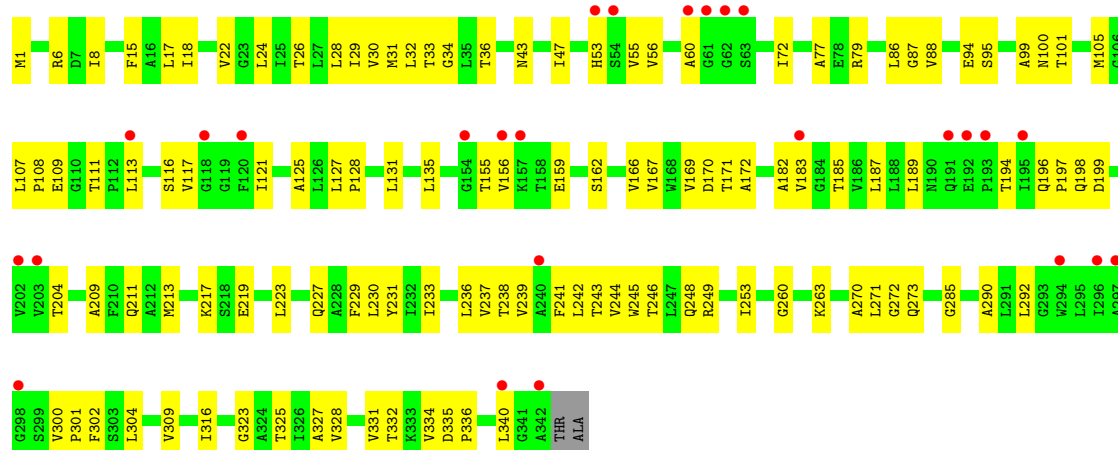 M1 R6 D7 I8 F15 A16 L17 I18 V22 G23 L24 I25 T26 L27 L28 I29 V30 M31 L32 T33 G34 L35 T36 N43 I47 H53 S54 V55 V56 A60 G61 G62 S63 I72 A77 E78 R79 L86 G87 V88 E94 S95 A99 N100 T101 M105 G106
L107 P108 E109 G110 T111 P112 L113 S116 V117 G118 G119 F120 I121 A125 L126 L127 P128 L131 L135 G154 T155 V156 K157 T158 E159 S162 V166 V167 W168 V169 D170 T171 A172 A182 V183 G184 T185 V186 L187 L188 L189 N190 Q191 E192 P193 T194 I195 Q196 P197 Q198 D199
V202 V203 T204 A209 F210 Q211 A212 M213 K217 S218 E219 L223 Q227 A228 F229 L230 Y231 I232 I233 L236 V237 T238 V239 A240 F241 L242 T243 V244 W245 T246 L247 Q248 R249 I253 G260 K263 A270 L271 G272 Q273 G285 A290 L291 L292 G293 W294 L295 I296 A297
G298 S299 V300 P301 F302 S303 L304 V309 I316 G323 A324 T325 I326 A327 V328 V331 T332 K333 V334 D335 P336 L340 G341 A342 THR ALA